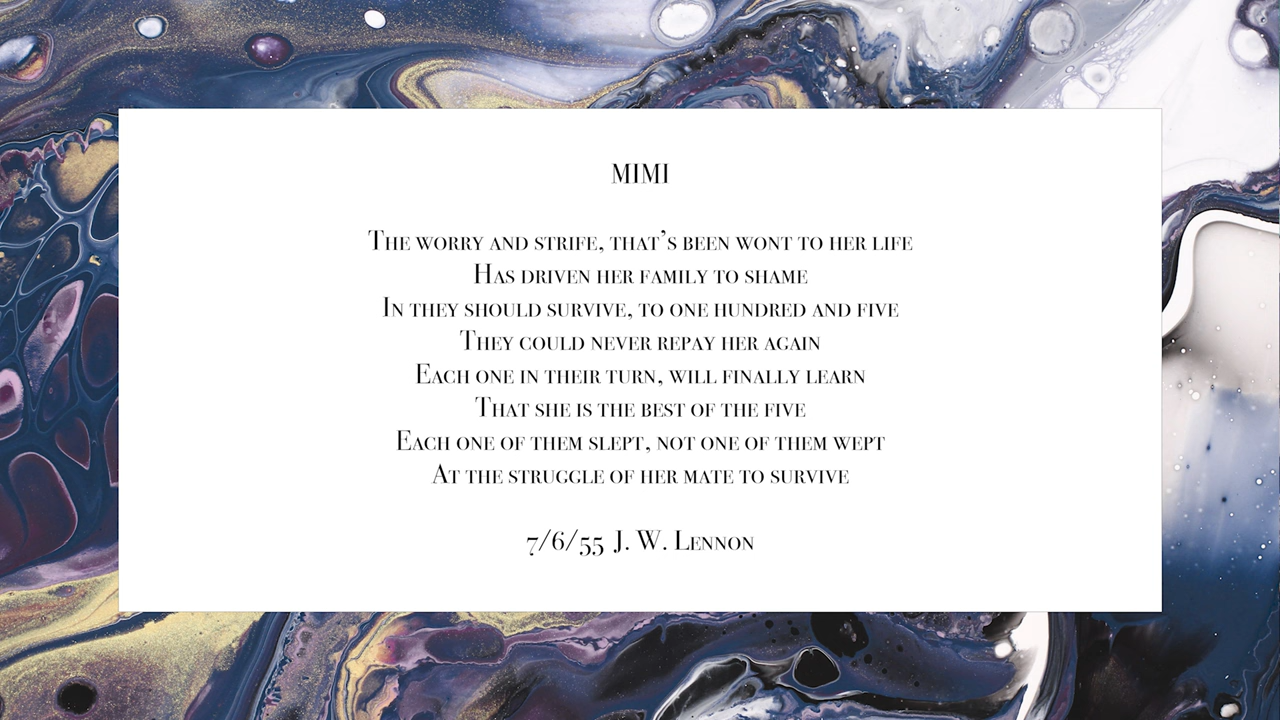 MIMI
The worry and strife, that’s been wont to her life
Has driven her family to shame
In they should survive, to one hundred and five
They could never repay her again
Each one in their turn, will finally learn
That she is the best of the five
Each one of them slept, not one of them wept
At the struggle of her mate to survive
7/6/55 J. W. Lennon